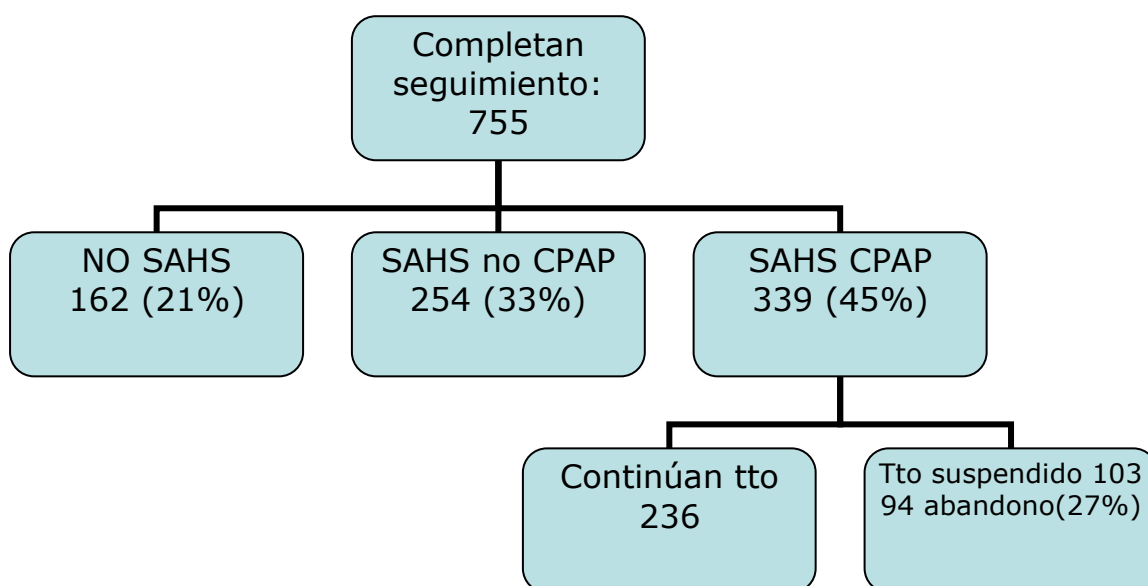 Completan
seguimiento:
755
NO SAHS
162 (21%)
SAHS no CPAP
254 (33%)
SAHS CPAP
339 (45%)
Continúan tto
236
Tto suspendido 103
94 abandono(27%)